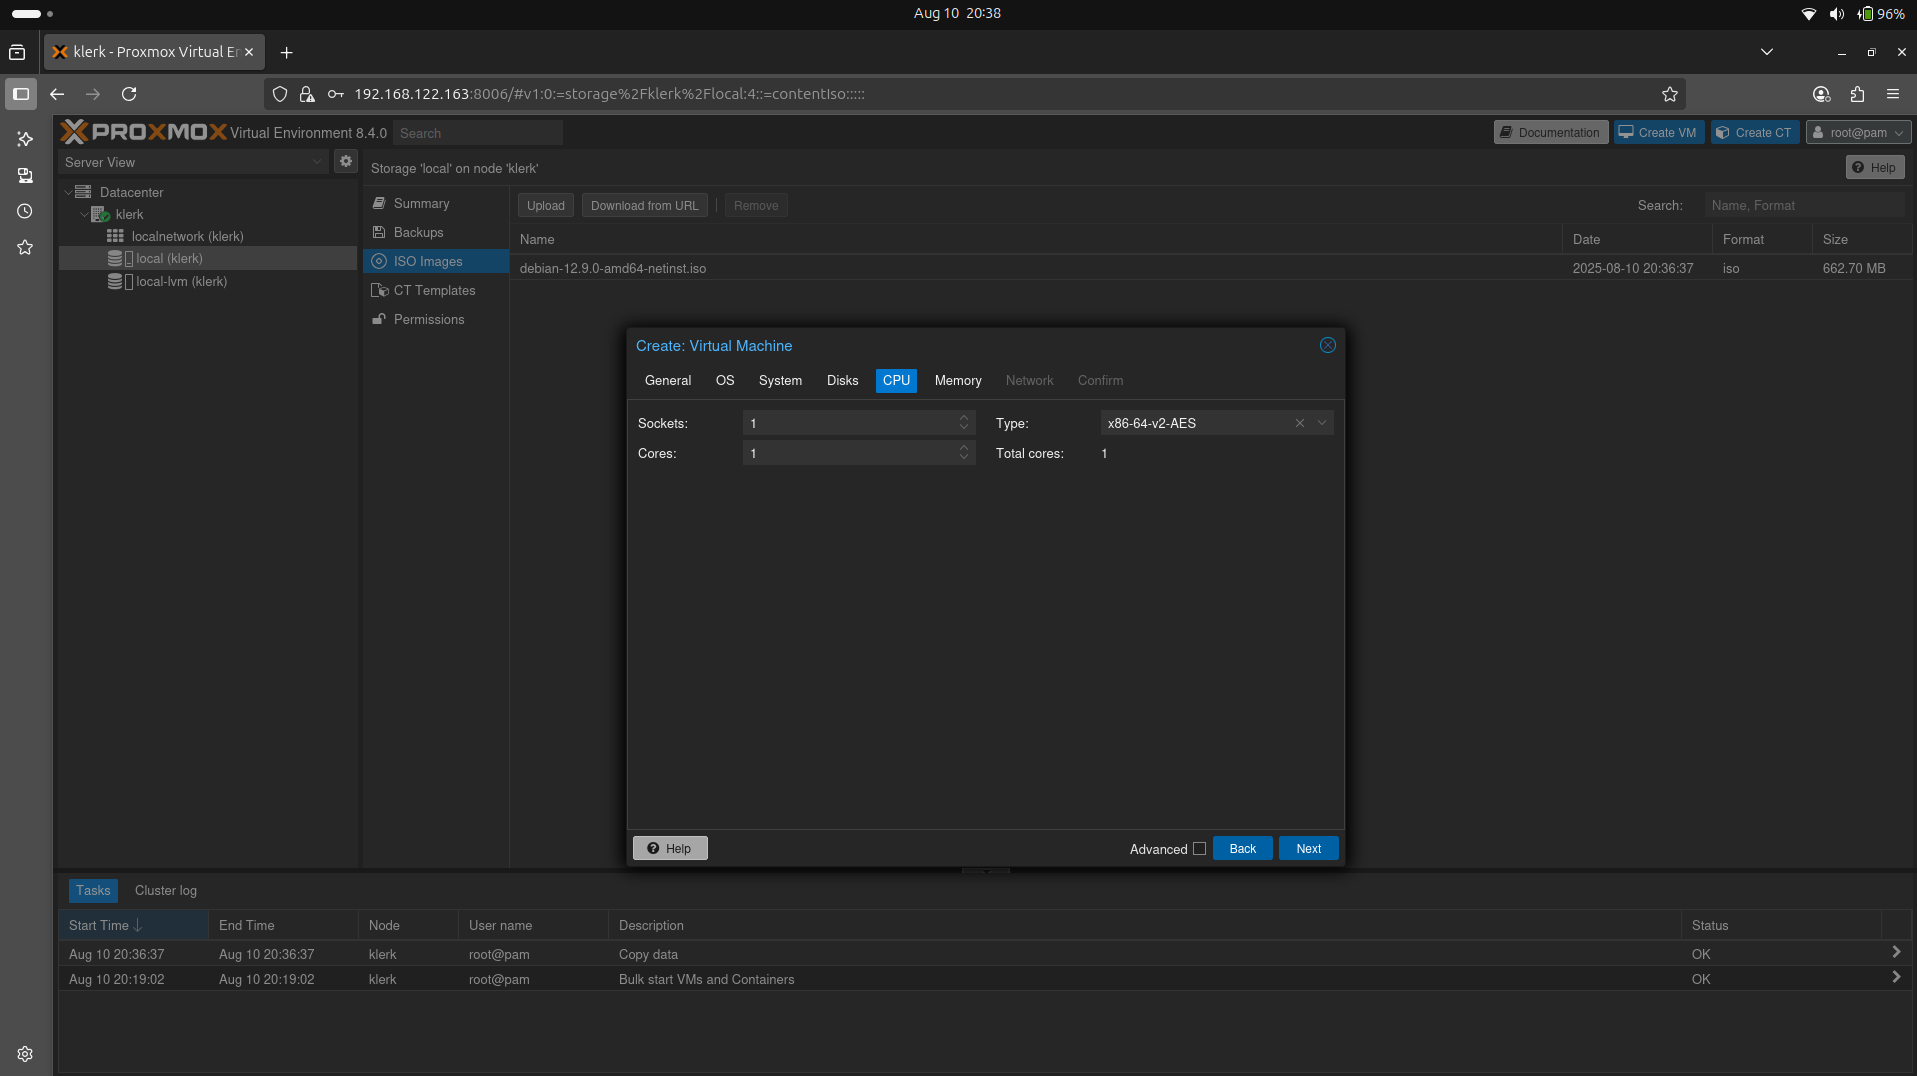 Aug 10 20:38
96%
klerk - Proxmox Virtual En
192.168.122.163:8006/#v1:0:=storage%2Fklerk%2Flocal:4::=contentIso:::::
PROXMOX Virtual Environment 8.4.0
Search
Documentation
Create VM
Create CT
root@pam
Server View
Storage 'local' on node 'klerk'
Help
Datacenter
klerk
localnetwork (klerk)
local (klerk)
local-lvm (klerk)
Summary
Backups
ISO Images
CT Templates
Permissions
Upload
Download from URL
Remove
Search:
Name, Format
Name
Date
Format
Size
debian-12.9.0-amd64-netinst.iso
2025-08-10 20:36:37
iso
662.70 MB
Create: Virtual Machine
General
OS
System
Disks
CPU
Memory
Network
Confirm
Sockets:
1
Type:
x86-64-v2-AES
Cores:
1
Total cores:
1
Help
Advanced
Back
Next
Tasks
Cluster log
Start Time
End Time
Node
User name
Description
Status
Aug 10 20:36:37
Aug 10 20:36:37
klerk
root@pam
Copy data
OK
Aug 10 20:19:02
Aug 10 20:19:02
klerk
root@pam
Bulk start VMs and Containers
OK